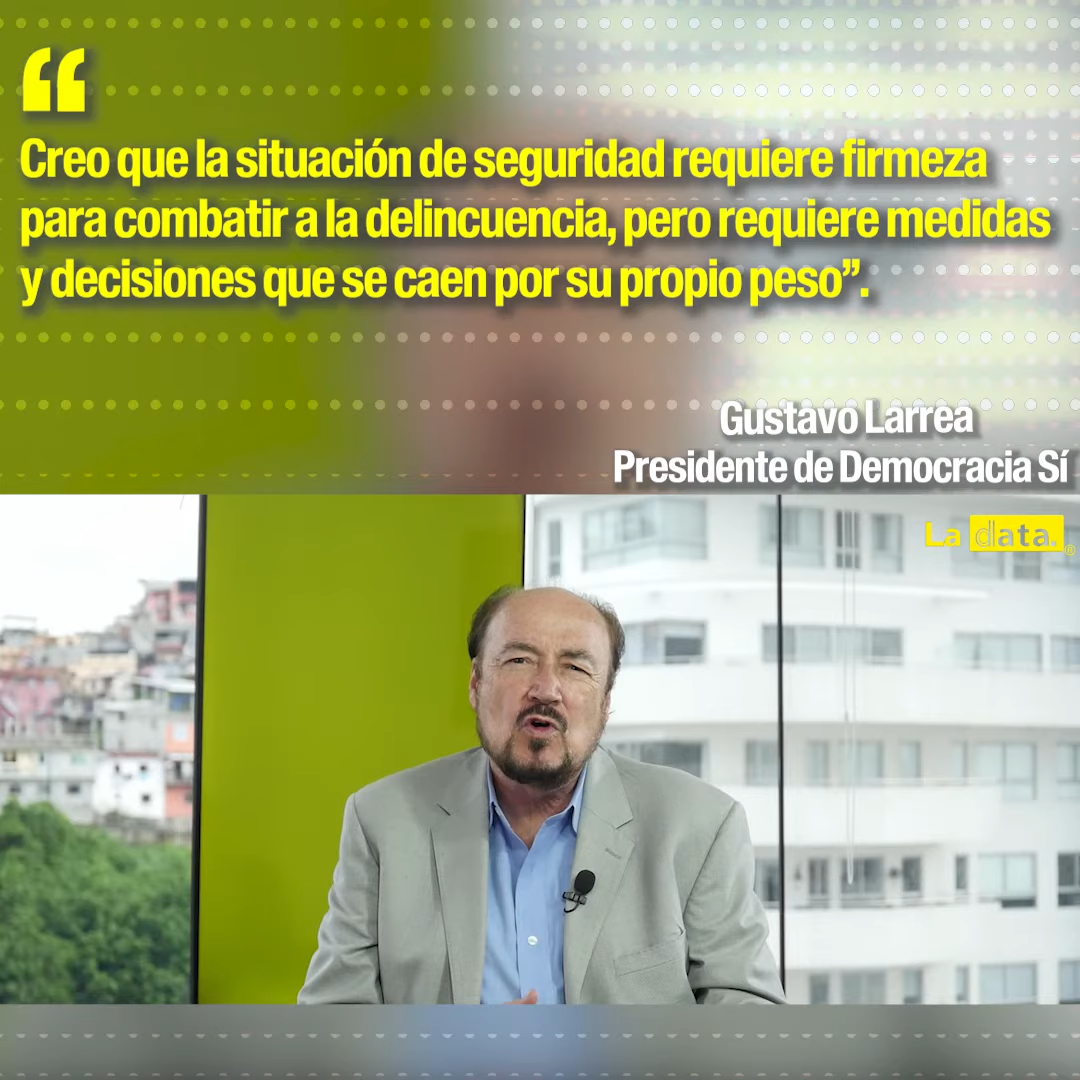 “
Creo que la situación de seguridad requiere firmeza
para combatir a la delincuencia, pero requiere medidas
y decisiones que se caen por su propio peso”.
Gustavo Larrea
Presidente de Democracia Sí
La data.®